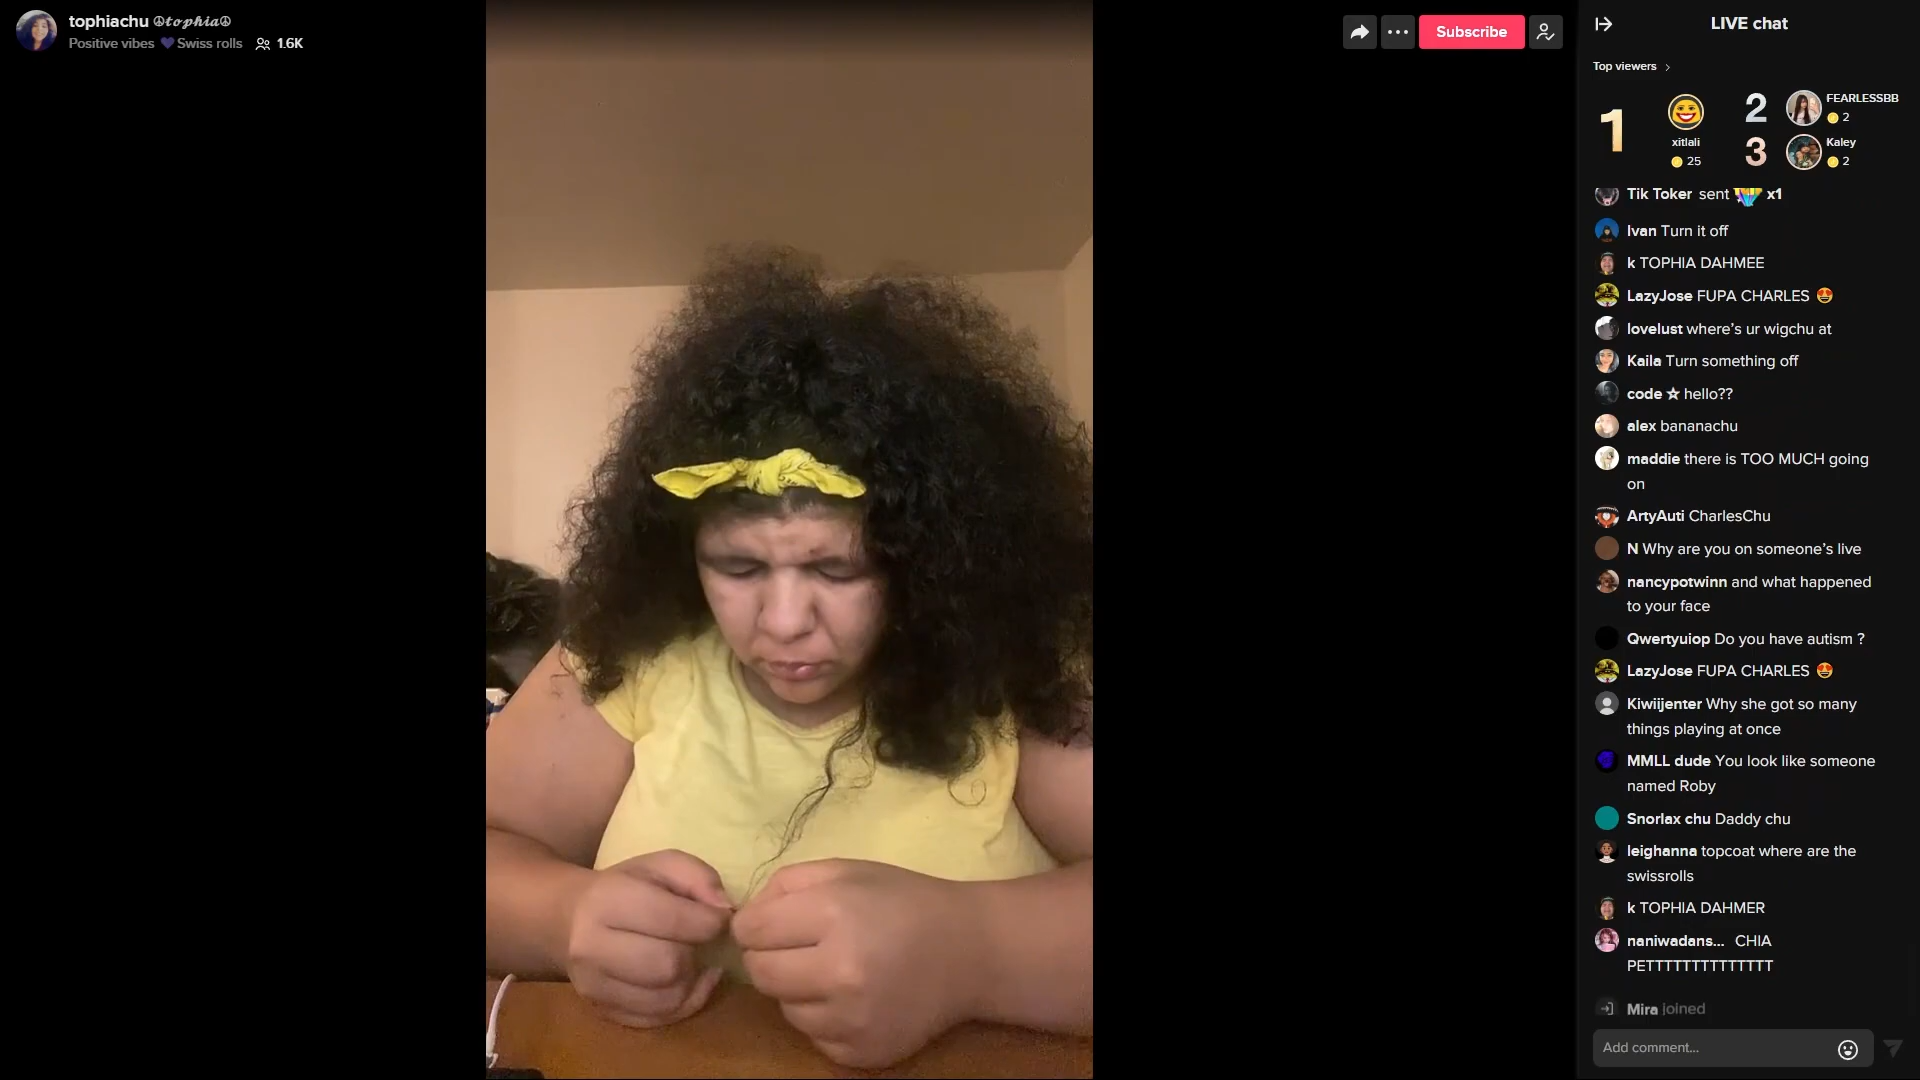 tophiachu ☮𝓽𝓸𝓹𝓱𝓲𝓪☮
Positive vibes 💜 Swiss rolls 1.6K
Subscribe
LIVE chat
Top viewers
1
xitlali
25
2
FEARLESSBB
2
3
Kaley
2
Tik Toker sent x1
Ivan Turn it off
k TOPHIA DAHMEE
LazyJose FUPA CHARLES 😍
lovelust where's ur wigchu at
Kaila Turn something off
code ☆ hello??
alex bananachu
maddie there is TOO MUCH going
on
ArtyAuti CharlesChu
N Why are you on someone's live
nancypotwinn and what happened
to your face
Qwertyuiop Do you have autism ?
LazyJose FUPA CHARLES 😍
Kiwiijenter Why she got so many
things playing at once
MMLL dude You look like someone
named Roby
Snorlax chu Daddy chu
leighanna topcoat where are the
swissrolls
k TOPHIA DAHMER
naniwadans... CHIA
PETTTTTTTTTTTTTT
Mira joined
Add comment...